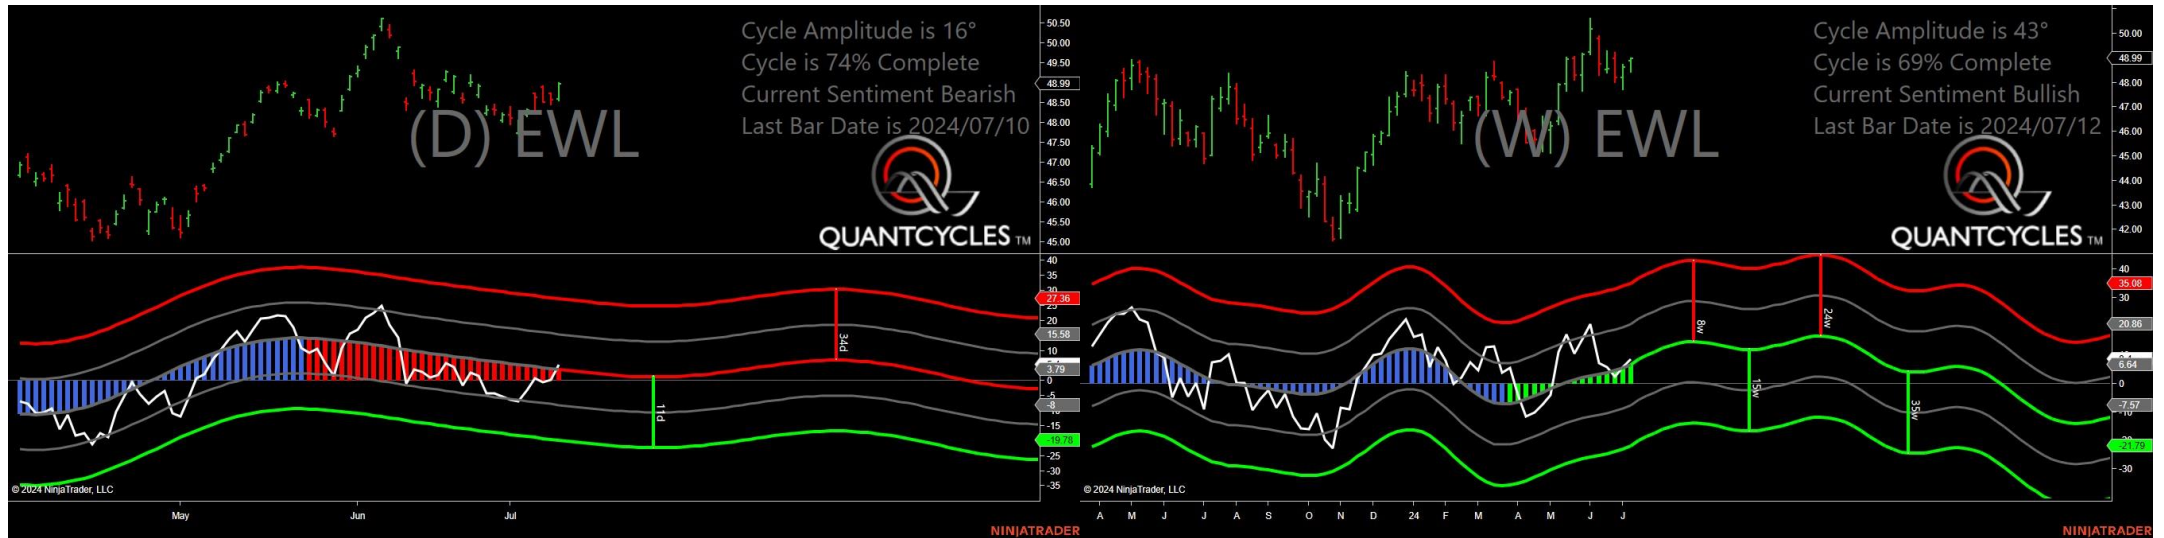 Cycle Amplitude is 16°
Cycle is 74% Complete
Current Sentiment Bearish
Last Bar Date is 2024/07/10
(D) EWL
QUANTCYCLES TM
50.50
50.00
49.50
48.99
48.50
48.00
47.50
47.00
46.50
46.00
45.50
45.00
40
35
30
27.36
20
15.58
10
3.79
0
-5
-8
-15
-19.78
-25
-30
-35
34d
11d
© 2024 NinjaTrader, LLC
May
Jun
Jul
NINJATRADER
Cycle Amplitude is 43°
Cycle is 69% Complete
Current Sentiment Bullish
Last Bar Date is 2024/07/12
(W) EWL
QUANTCYCLES TM
50.00
48.99
48.00
47.00
46.00
45.00
44.00
43.00
42.00
40
35.08
30
20.86
6.64
0
-7.57
-21.79
-30
8w
24w
15w
35w
© 2024 NinjaTrader, LLC
A M J J A S O N D 24 F M A M J J
NINJATRADER